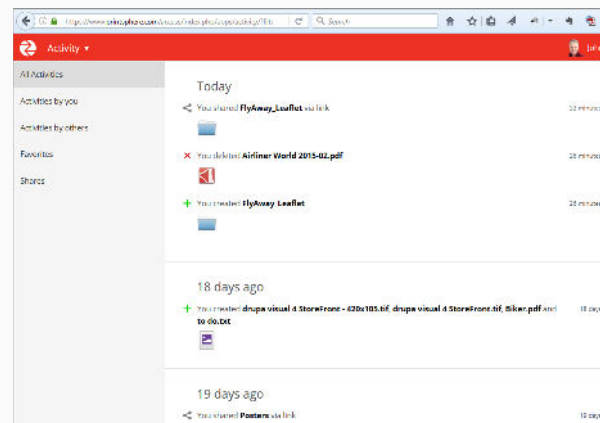 Search
Activity
All Activities
Activities by you
Activities by others
Favorites
Shares
Today
You shared FlyAway_Leaflet via link
You deleted Airliner World 2015-02.pdf
You created FlyAway_Leaflet
18 days ago
You created drupa visual 4 StoreFront - 420x105.tif, drupa visual 4 StoreFront.tif, Biker.pdf and
to do.txt
19 days ago
You shared Posters via link